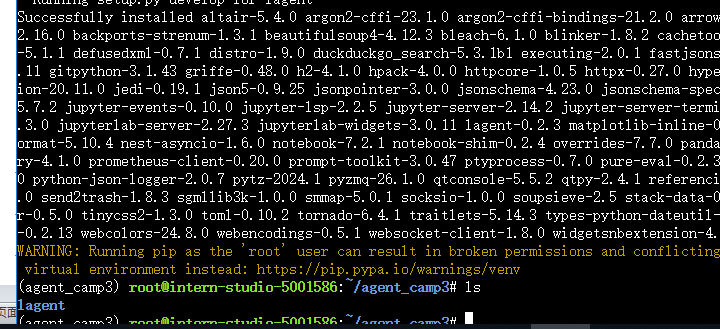 Running setup.py develop for lagent
Successfully installed altair-5.4.0 argon2-cffi-23.1.0 argon2-cffi-bindings-21.2.0 arrow
2.16.0 backports-strenum-1.3.1 beautifulsoup4-4.12.3 bleach-6.1.0 blinker-1.8.2 cachetoo
-5.1.1 defusedxml-0.7.1 distro-1.9.0 duckduckgo_search-5.3.1b1 executing-2.0.1 fastjsons
.11 gitpython-3.1.43 griffe-0.48.0 h2-4.1.0 hpack-4.0.0 httpcore-1.0.5 httpx-0.27.0 hype
ion-20.11.0 jedi-0.19.1 json5-0.9.25 jsonpointer-3.0.0 jsonschema-4.23.0 jsonschema-spec
5.7.2 jupyter-events-0.10.0 jupyter-lsp-2.2.5 jupyter-server-2.14.2 jupyter-server-termi
.3.0 jupyterlab-server-2.27.3 jupyterlab-widgets-3.0.11 lagent-0.2.3 matplotlib-inline-0
ormat-5.10.4 nest-asyncio-1.6.0 notebook-7.2.1 notebook-shim-0.2.4 overrides-7.7.0 panda
ry-4.1.0 prometheus-client-0.20.0 prompt-toolkit-3.0.47 ptyprocess-0.7.0 pure-eval-0.2.3
0 python-json-logger-2.0.7 pytz-2024.1 pyzmq-26.1.0 qtconsole-5.5.2 qtpy-2.4.1 referenci
.0 send2trash-1.8.3 sgmllib3k-1.0.0 smmap-5.0.1 socksio-1.0.0 soupsieve-2.5 stack-data-0
r-0.5.0 tinycss2-1.3.0 toml-0.10.2 tornado-6.4.1 traitlets-5.14.3 types-python-dateutil-
-0.2.13 webcolors-24.8.0 webencodings-0.5.1 websocket-client-1.8.0 widgetsnbextension-4.
WARNING: Running pip as the 'root' user can result in broken permissions and conflicting
virtual environment instead: https://pip.pypa.io/warnings/venv
(agent_camp3) root@intern-studio-5001586:~/agent_camp3# ls
lagent
(agent_camp3) root@intern-studio-5001586:~/agent_camp3#
页面